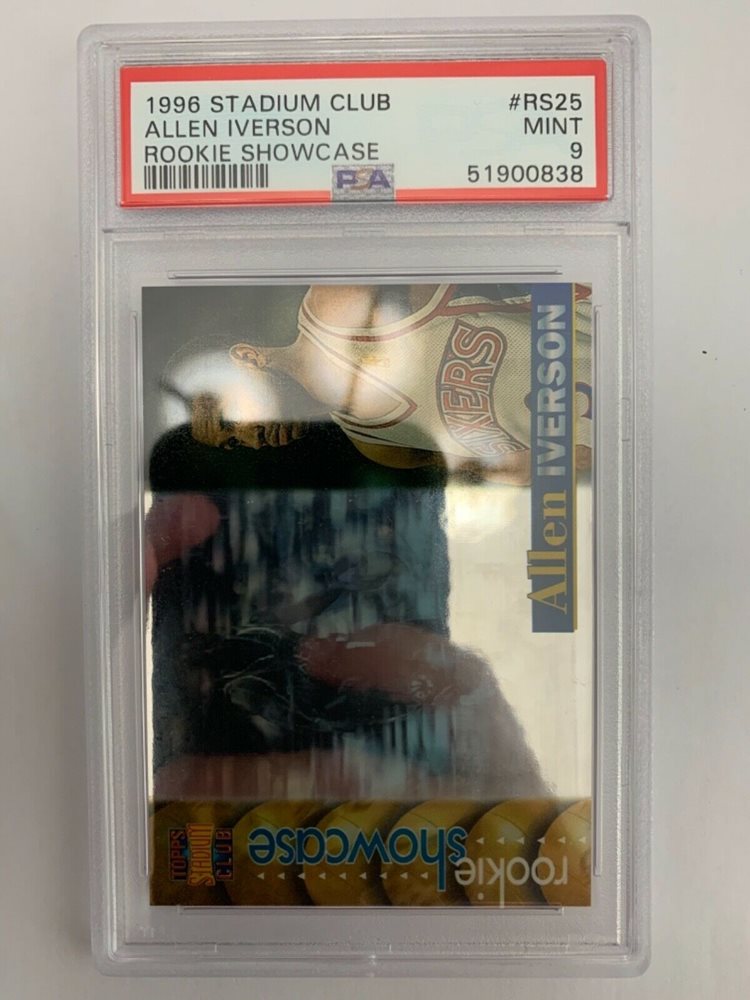 1996 STADIUM CLUB #RS25
ALLEN IVERSON MINT
ROOKIE SHOWCASE 9
PSA 51900838
SIXERS
Allen IVERSON
TOPPS
STADIUM
CLUB
rookie
showcase